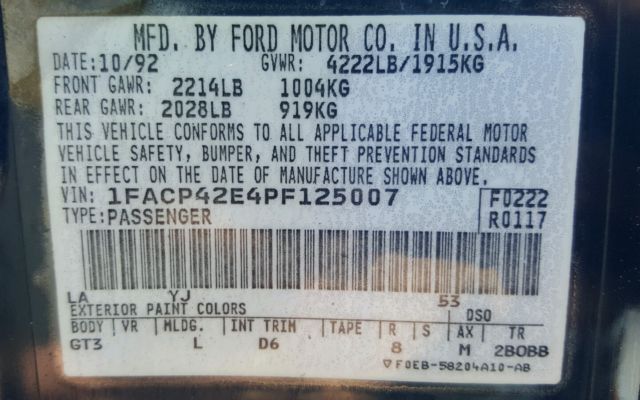 MFD. BY FORD MOTOR CO. IN U.S.A.
DATE: 10/92 GVWR: 4222LB/1915KG
FRONT GAWR: 2214LB 1004KG
REAR GAWR: 2028LB 919KG
THIS VEHICLE CONFORMS TO ALL APPLICABLE FEDERAL MOTOR
VEHICLE SAFETY, BUMPER, AND THEFT PREVENTION STANDARDS
IN EFFECT ON THE DATE OF MANUFACTURE SHOWN ABOVE.
VIN: 1FACP42E4PF125007 F0222
TYPE: PASSENGER R0117
LA YJ 53
EXTERIOR PAINT COLORS DSO
BODY VR MLDG. INT TRIM TAPE R S AX TR
GT3 L D6 8 M 2B0BB
F0EB-58204A10-AB